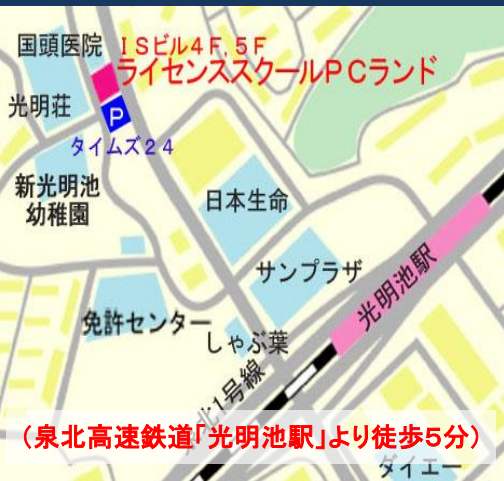 国頭医院
ISビル4F,5F
ライセンススクールPCランド
光明荘
P
タイムズ24
新光明池
幼稚園
日本生命
サンプラザ
光明池駅
免許センター
しゃぶ葉
北1号線
（泉北高速鉄道「光明池駅」より徒歩5分）
ダイエー